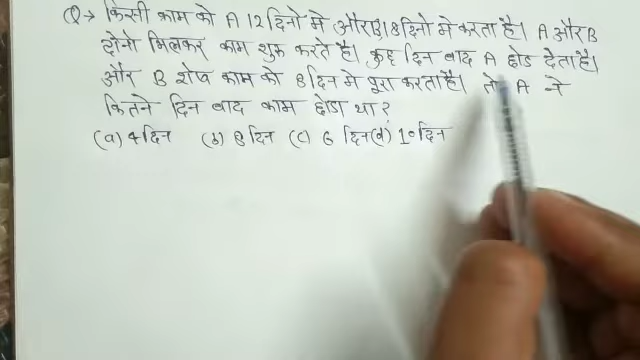 Q→ किसी काम को A 12 दिनो मे और B 18 दिनो मे करता है। A और B
दोनो मिलकर काम शुरू करते है। कुछ दिन बाद A छोड देता है।
और B शेष काम को 8 दिन मे पूरा करता है। तो A ने
कितने दिन बाद काम छोडा था?
(a) 4 दिन (b) 8 दिन (c) 6 दिन (d) 10 दिन